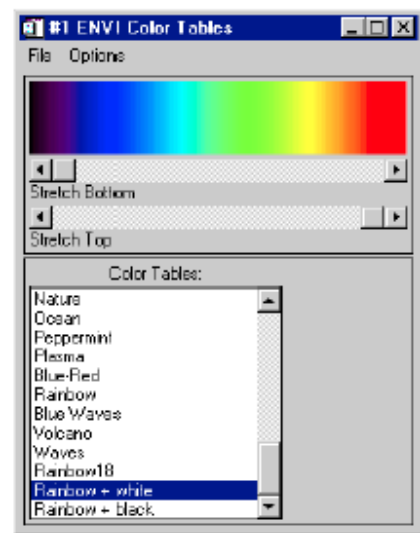 #1 ENVI Color Tables
File Options
Stretch Bottom
Stretch Top
Color Tables:
Nature
Ocean
Peppermint
Plasma
Blue-Red
Rainbow
Blue Waves
Volcano
Waves
Rainbow18
Rainbow + white
Rainbow + black